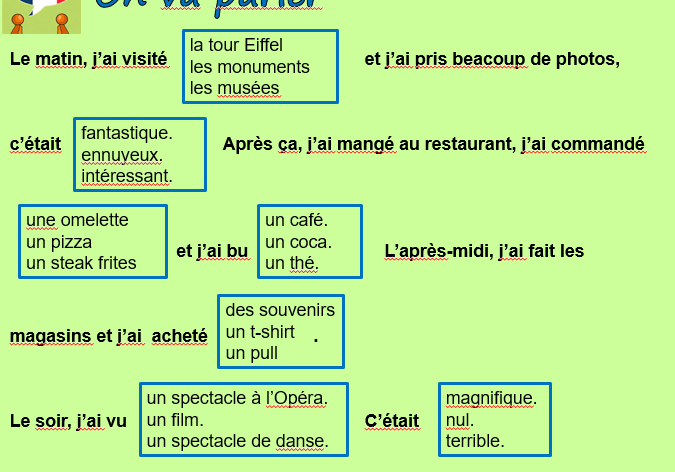 On va parler
Le matin, j'ai visité
la tour Eiffel
les monuments
les musées
et j'ai pris beacoup de photos,
c'était
fantastique.
ennuyeux.
intéressant.
Après ça, j'ai mangé au restaurant, j'ai commandé
une omelette
un pizza
un steak frites
et j'ai bu
un café.
un coca.
un thé.
L'après-midi, j'ai fait les
magasins et j'ai acheté
des souvenirs
un t-shirt
un pull
.
Le soir, j'ai vu
un spectacle à l'Opéra.
un film.
un spectacle de danse.
C'était
magnifique.
nul.
terrible.